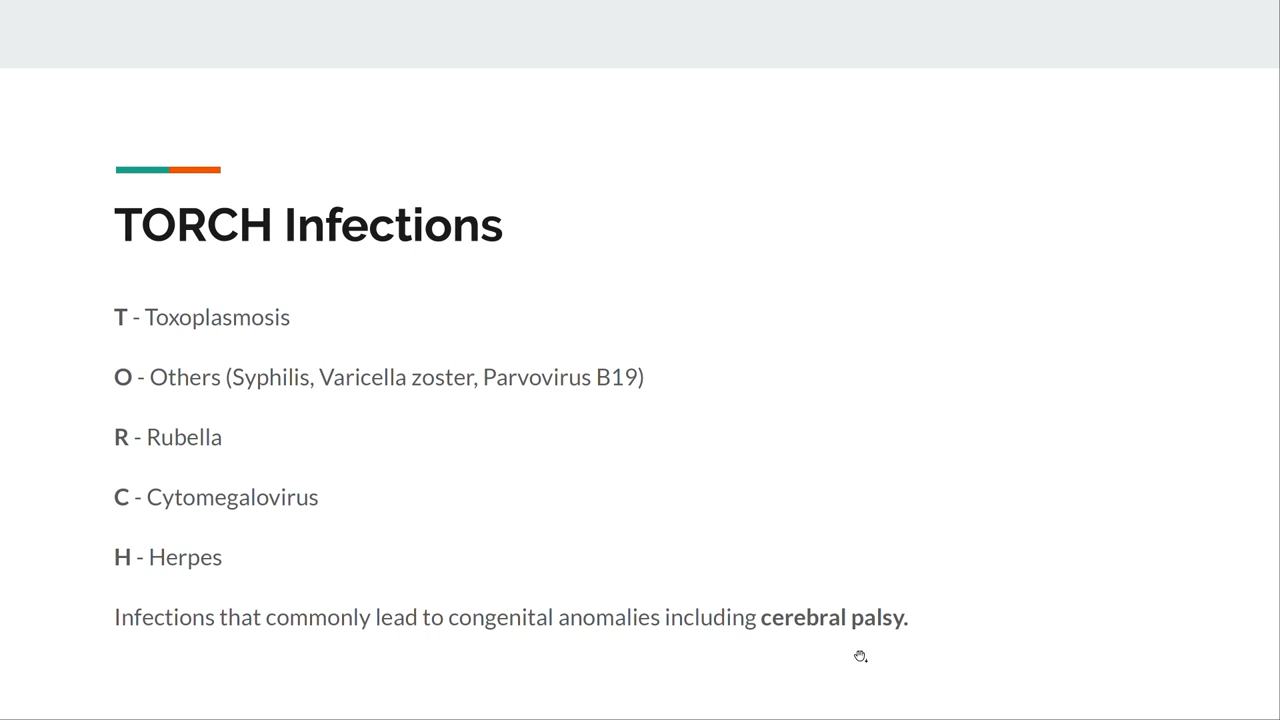 TORCH Infections
T - Toxoplasmosis
O - Others (Syphilis, Varicella zoster, Parvovirus B19)
R - Rubella
C - Cytomegalovirus
H - Herpes
Infections that commonly lead to congenital anomalies including cerebral palsy.